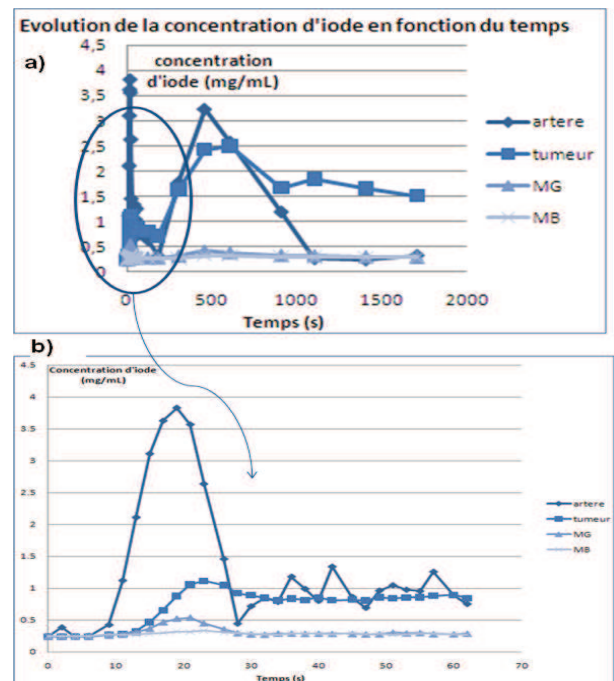 Evolution de la concentration d'iode en fonction du temps
a)
concentration
d'iode (mg/mL)
4,5
4
3,5
3
2,5
2
1,5
1
0,5
0
0 500 1000 1500 2000
Temps (s)
artere
tumeur
MG
MB
b)
Concentration d'iode
(mg/mL)
4.5
4
3.5
3
2.5
2
1.5
1
0.5
0
0 10 20 30 40 50 60 70
Temps (s)
artere
tumeur
MG
MB